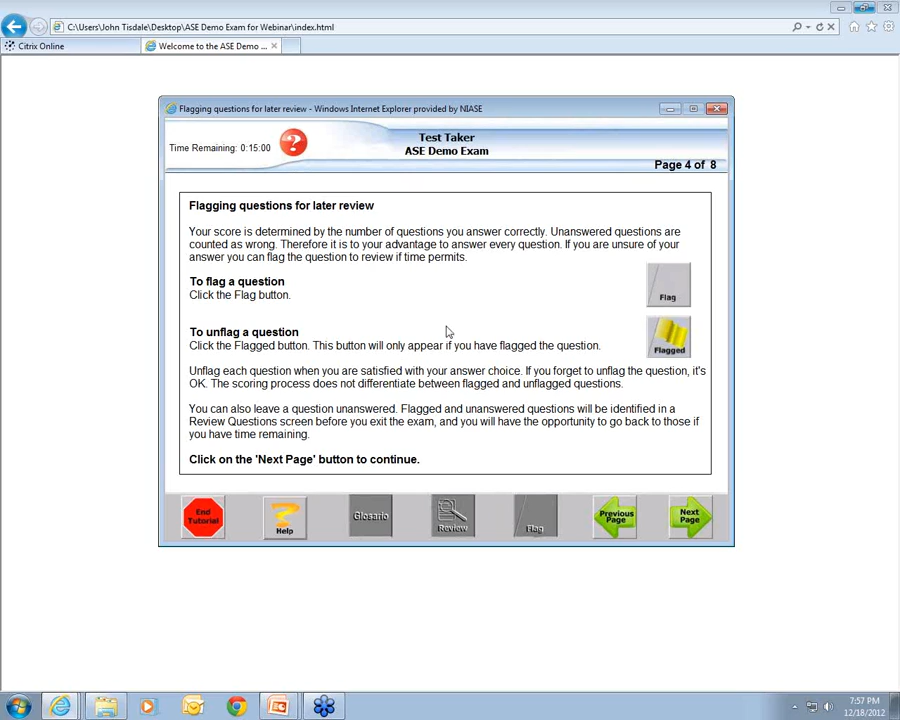 C:\Users\John Tisdale\Desktop\ASE Demo Exam for Webinar\index.html
Citrix Online
Welcome to the ASE Demo ...
Flagging questions for later review - Windows Internet Explorer provided by NIASE
Time Remaining: 0:15:00
?
Test Taker
ASE Demo Exam
Page 4 of 8
Flagging questions for later review
Your score is determined by the number of questions you answer correctly. Unanswered questions are
counted as wrong. Therefore it is to your advantage to answer every question. If you are unsure of your
answer you can flag the question to review if time permits.
To flag a question
Click the Flag button.
Flag
To unflag a question
Click the Flagged button. This button will only appear if you have flagged the question.
Flagged
Unflag each question when you are satisfied with your answer choice. If you forget to unflag the question, it's
OK. The scoring process does not differentiate between flagged and unflagged questions.
You can also leave a question unanswered. Flagged and unanswered questions will be identified in a
Review Questions screen before you exit the exam, and you will have the opportunity to go back to those if
you have time remaining.
Click on the 'Next Page' button to continue.
End
Tutorial
Help
Glosario
Review
Flag
Previous
Page
Next
Page
7:57 PM
12/18/2012